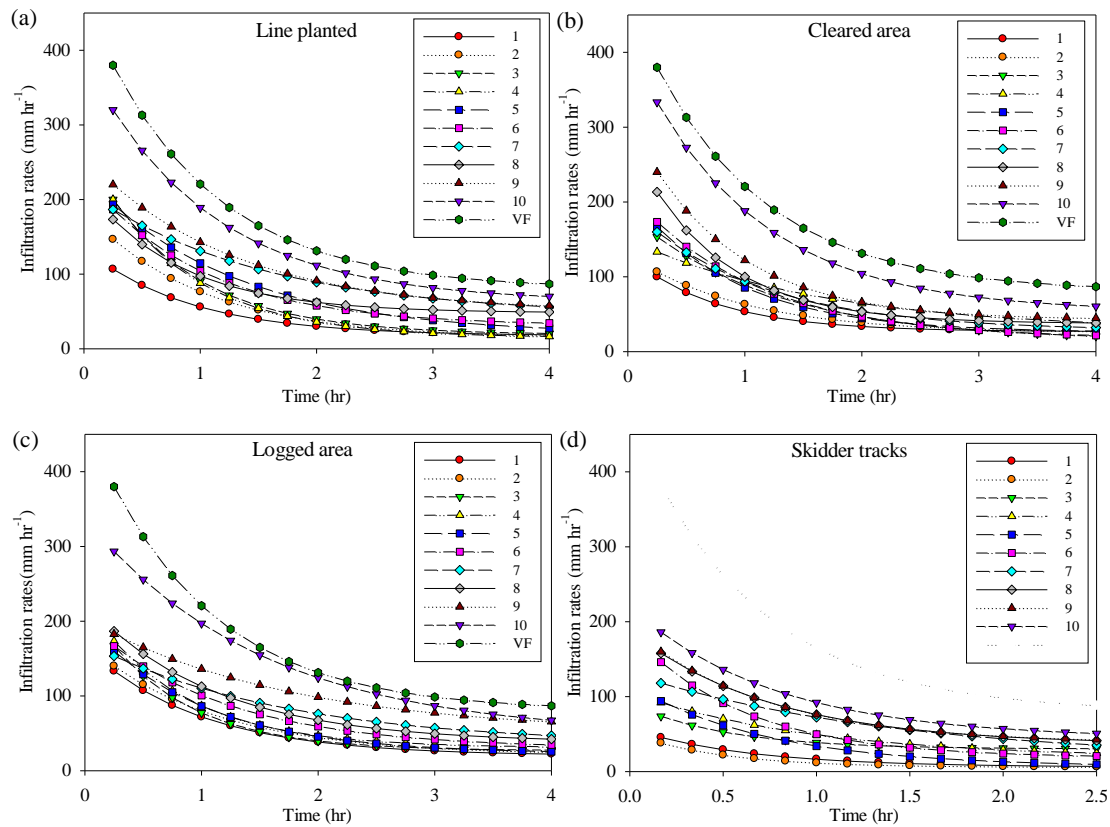 (a)
Line planted
Infiltration rates (mm hr-1)
400
300
200
100
0
0 1 2 3 4
Time (hr)
1
2
3
4
5
6
7
8
9
10
VF
(b)
Cleared area
Infiltration rates (mm hr-1)
400
300
200
100
0
0 1 2 3 4
Time (hr)
1
2
3
4
5
6
7
8
9
10
VF
(c)
Logged area
Infiltration rates(mm hr-1)
400
300
200
100
0
0 1 2 3 4
Time (hr)
1
2
3
4
5
6
7
8
9
10
VF
(d)
Skidder tracks
Infiltration rates (mm hr-1)
400
300
200
100
0
0.0 0.5 1.0 1.5 2.0 2.5
Time (hr)
1
2
3
4
5
6
7
8
9
10